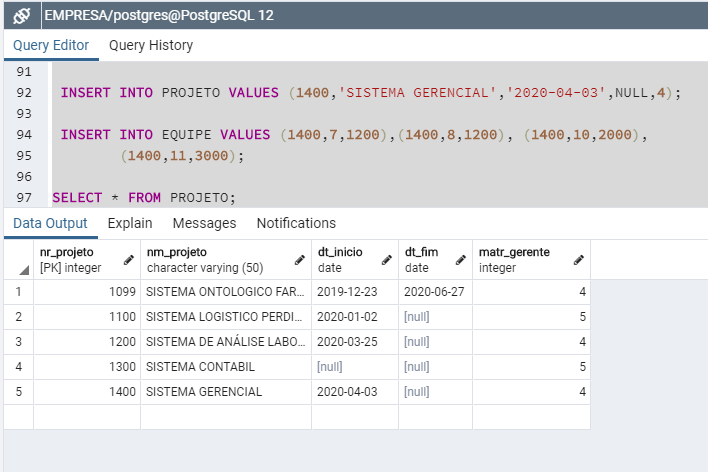 EMPRESA/postgres@PostgreSQL 12
Query Editor Query History
91
92 INSERT INTO PROJETO VALUES (1400,'SISTEMA GERENCIAL','2020-04-03',NULL,4);
93
94 INSERT INTO EQUIPE VALUES (1400,7,1200),(1400,8,1200), (1400,10,2000),
95 (1400,11,3000);
96
97 SELECT * FROM PROJETO;
Data Output Explain Messages Notifications
nr_projeto nm_projeto dt_inicio dt_fim matr_gerente
[PK] integer character varying (50) date date integer
1 1099 SISTEMA ONTOLOGICO FAR... 2019-12-23 2020-06-27 4
2 1100 SISTEMA LOGISTICO PERDI... 2020-01-02 [null] 5
3 1200 SISTEMA DE ANÁLISE LABO... 2020-03-25 [null] 4
4 1300 SISTEMA CONTABIL [null] [null] 5
5 1400 SISTEMA GERENCIAL 2020-04-03 [null] 4